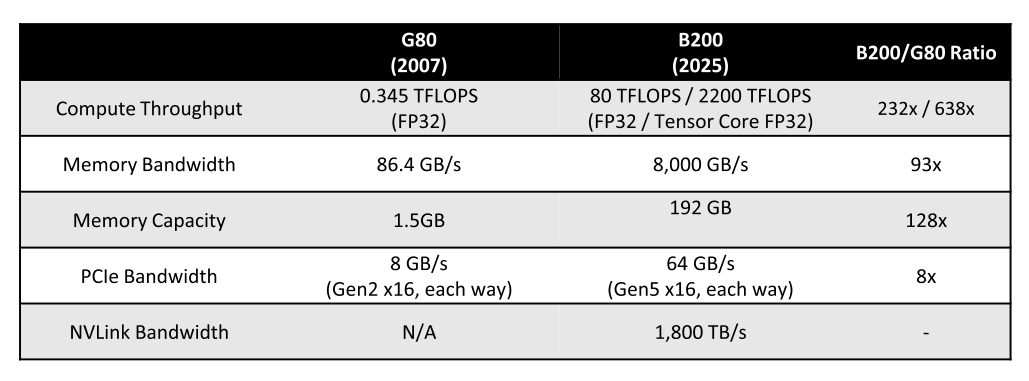 G80
(2007)
B200
(2025)
B200/G80 Ratio
Compute Throughput
0.345 TFLOPS
(FP32)
80 TFLOPS / 2200 TFLOPS
(FP32 / Tensor Core FP32)
232x / 638x
Memory Bandwidth
86.4 GB/s
8,000 GB/s
93x
Memory Capacity
1.5GB
192 GB
128x
PCIe Bandwidth
8 GB/s
(Gen2 x16, each way)
64 GB/s
(Gen5 x16, each way)
8x
NVLink Bandwidth
N/A
1,800 TB/s
-